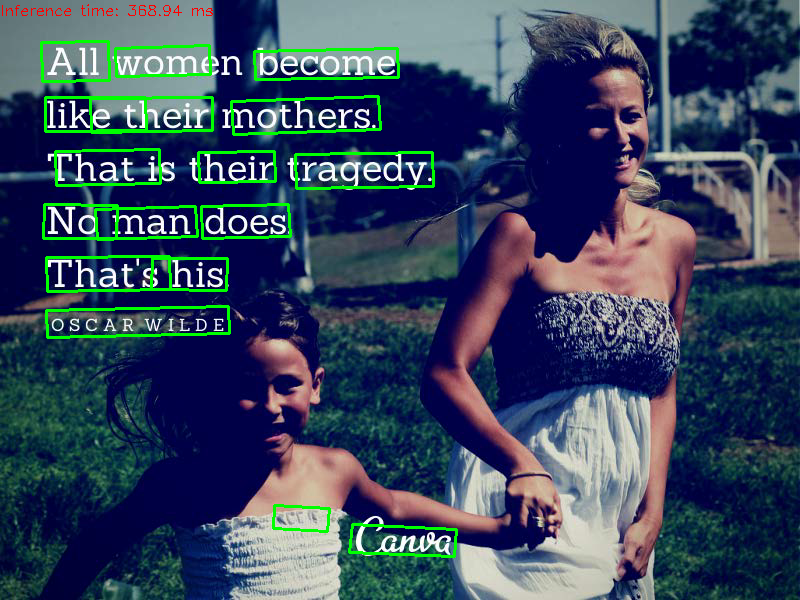 Inference time: 368.94 ms
All women become
like their mothers.
That is their tragedy.
No man does
That's his
OSCAR WILDE
Canva